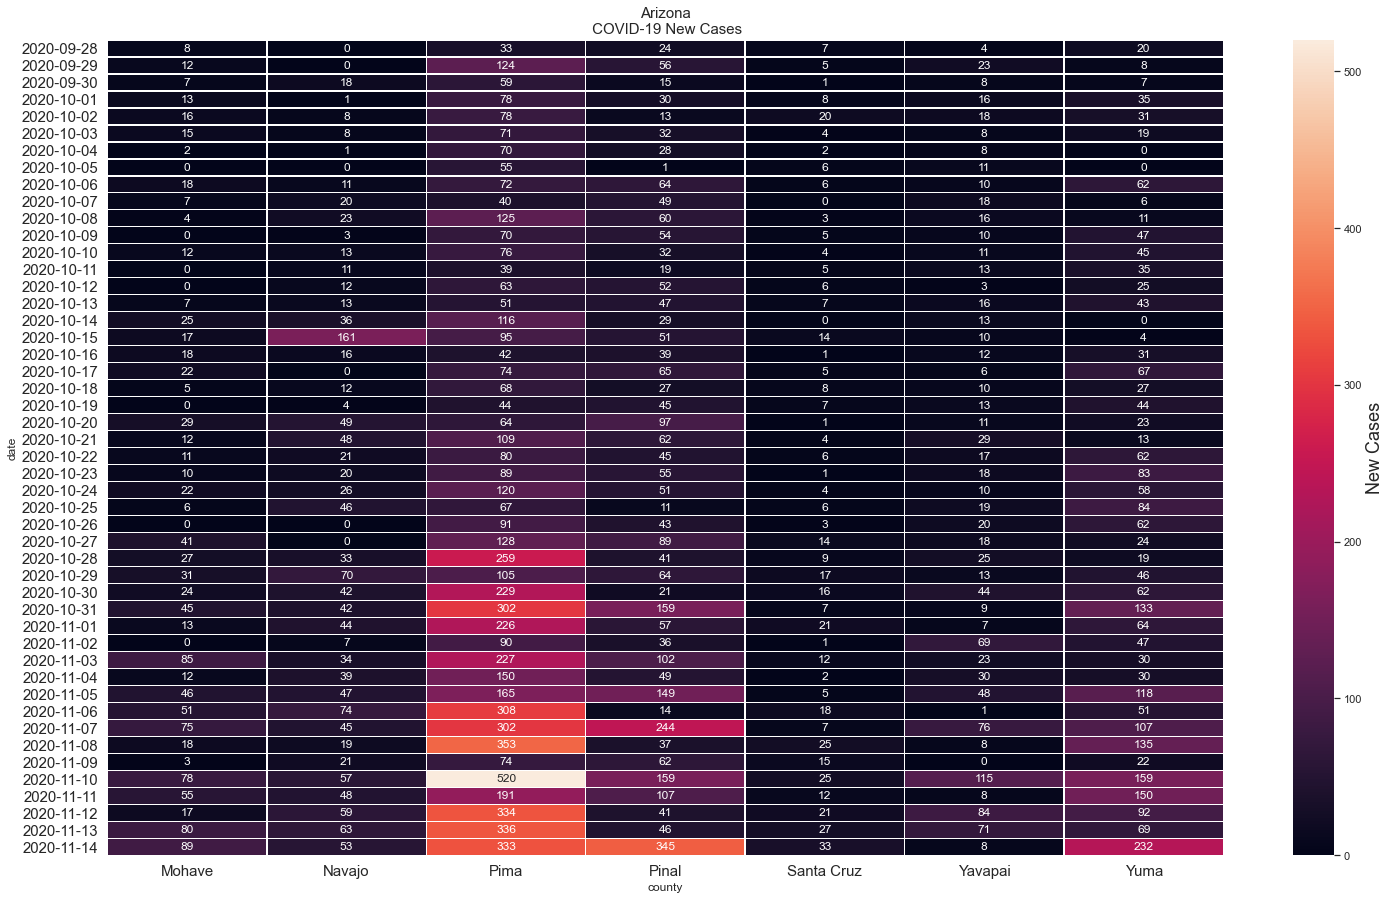 Arizona
COVID-19 New Cases
2020-09-28 8 0 33 24 7 4 20
2020-09-29 12 0 124 56 5 23 8
2020-09-30 7 18 59 15 1 8 7
2020-10-01 13 1 78 30 8 16 35
2020-10-02 16 8 78 13 20 18 31
2020-10-03 15 8 71 32 4 8 19
2020-10-04 2 1 70 28 2 8 0
2020-10-05 0 0 55 1 6 11 0
2020-10-06 18 11 72 64 6 10 62
2020-10-07 7 20 40 49 0 18 6
2020-10-08 4 23 125 60 3 16 11
2020-10-09 0 3 70 54 5 10 47
2020-10-10 12 13 76 32 4 11 45
2020-10-11 0 11 39 19 5 13 35
2020-10-12 0 12 63 52 6 3 25
2020-10-13 7 13 51 47 7 16 43
2020-10-14 25 36 116 29 0 13 0
2020-10-15 17 161 95 51 14 10 4
2020-10-16 18 16 42 39 1 12 31
2020-10-17 22 0 74 65 5 6 67
2020-10-18 5 12 68 27 8 10 27
2020-10-19 0 4 44 45 7 13 44
2020-10-20 29 49 64 97 1 11 23
2020-10-21 12 48 109 62 4 29 13
2020-10-22 11 21 80 45 6 17 62
2020-10-23 10 20 89 55 1 18 83
2020-10-24 22 26 120 51 4 10 58
2020-10-25 6 46 67 11 6 19 84
2020-10-26 0 0 91 43 3 20 62
2020-10-27 41 0 128 89 14 18 24
2020-10-28 27 33 259 41 9 25 19
2020-10-29 31 70 105 64 17 13 46
2020-10-30 24 42 229 21 16 44 62
2020-10-31 45 42 302 159 7 9 133
2020-11-01 13 44 226 57 21 7 64
2020-11-02 0 7 90 36 1 69 47
2020-11-03 85 34 227 102 12 23 30
2020-11-04 12 39 150 49 2 30 30
2020-11-05 46 47 165 149 5 48 118
2020-11-06 51 74 308 14 18 1 51
2020-11-07 75 45 302 244 7 76 107
2020-11-08 18 19 353 37 25 8 135
2020-11-09 3 21 74 62 15 0 22
2020-11-10 78 57 520 159 25 115 159
2020-11-11 55 48 191 107 12 8 150
2020-11-12 17 59 334 41 21 84 92
2020-11-13 80 63 336 46 27 71 69
2020-11-14 89 53 333 345 33 8 232
Mohave Navajo Pima Pinal Santa Cruz Yavapai Yuma
county
date
500
400
300
200
100
0
New Cases